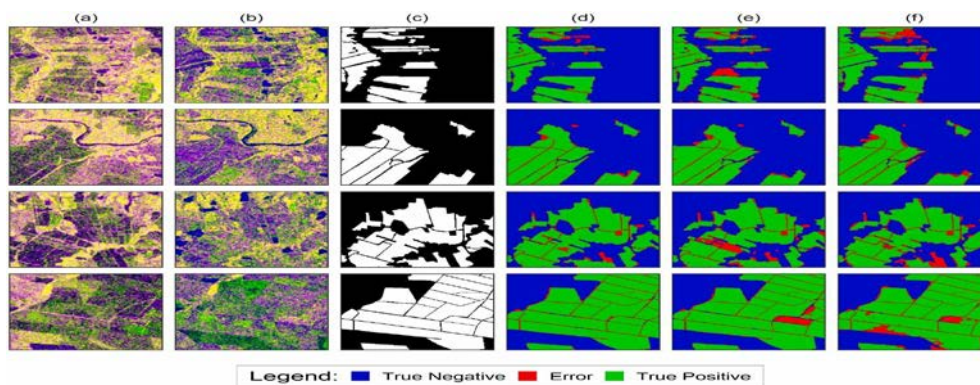 (a) (b) (c) (d) (e) (f)
Legend: True Negative Error True Positive